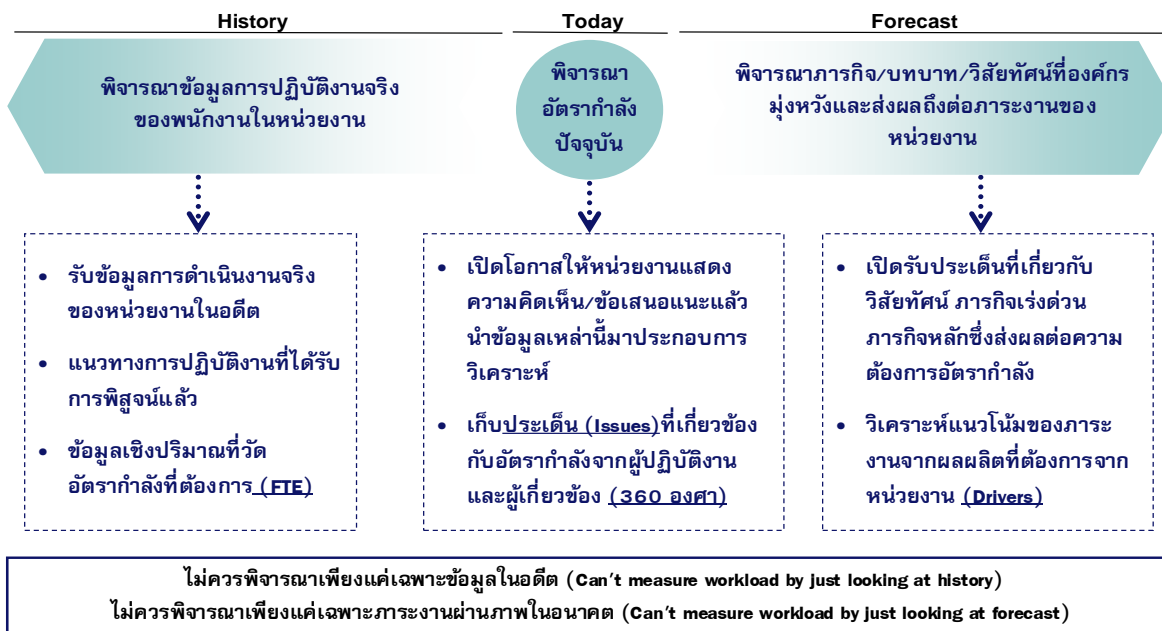 History
Today
Forecast
พิจารณาข้อมูลการปฏิบัติงานจริง
ของพนักงานในหน่วยงาน
พิจารณา
อัตรากำลัง
ปัจจุบัน
พิจารณาภารกิจ/บทบาท/วิสัยทัศน์ที่องค์กร
มุ่งหวังและส่งผลถึงต่อภาระงานของ
หน่วยงาน
• รับข้อมูลการดำเนินงานจริง
ของหน่วยงานในอดีต
• แนวทางการปฏิบัติงานที่ได้รับ
การพิสูจน์แล้ว
• ข้อมูลเชิงปริมาณที่วัด
อัตรากำลังที่ต้องการ (FTE)
• เปิดโอกาสให้หน่วยงานแสดง
ความคิดเห็น/ข้อเสนอแนะแล้ว
นำข้อมูลเหล่านี้มาประกอบการ
วิเคราะห์
• เก็บประเด็น (Issues)ที่เกี่ยวข้อง
กับอัตรากำลังจากผู้ปฏิบัติงาน
และผู้เกี่ยวข้อง (360 องศา)
• เปิดรับประเด็นที่เกี่ยวกับ
วิสัยทัศน์ ภารกิจเร่งด่วน
ภารกิจหลักซึ่งส่งผลต่อความ
ต้องการอัตรากำลัง
• วิเคราะห์แนวโน้มของภาระ
งานจากผลผลิตที่ต้องการจาก
หน่วยงาน (Drivers)
ไม่ควรพิจารณาเพียงแค่เฉพาะข้อมูลในอดีต (Can't measure workload by just looking at history)
ไม่ควรพิจารณาเพียงแค่เฉพาะภาระงานผ่านภาพในอนาคต (Can't measure workload by just looking at forecast)